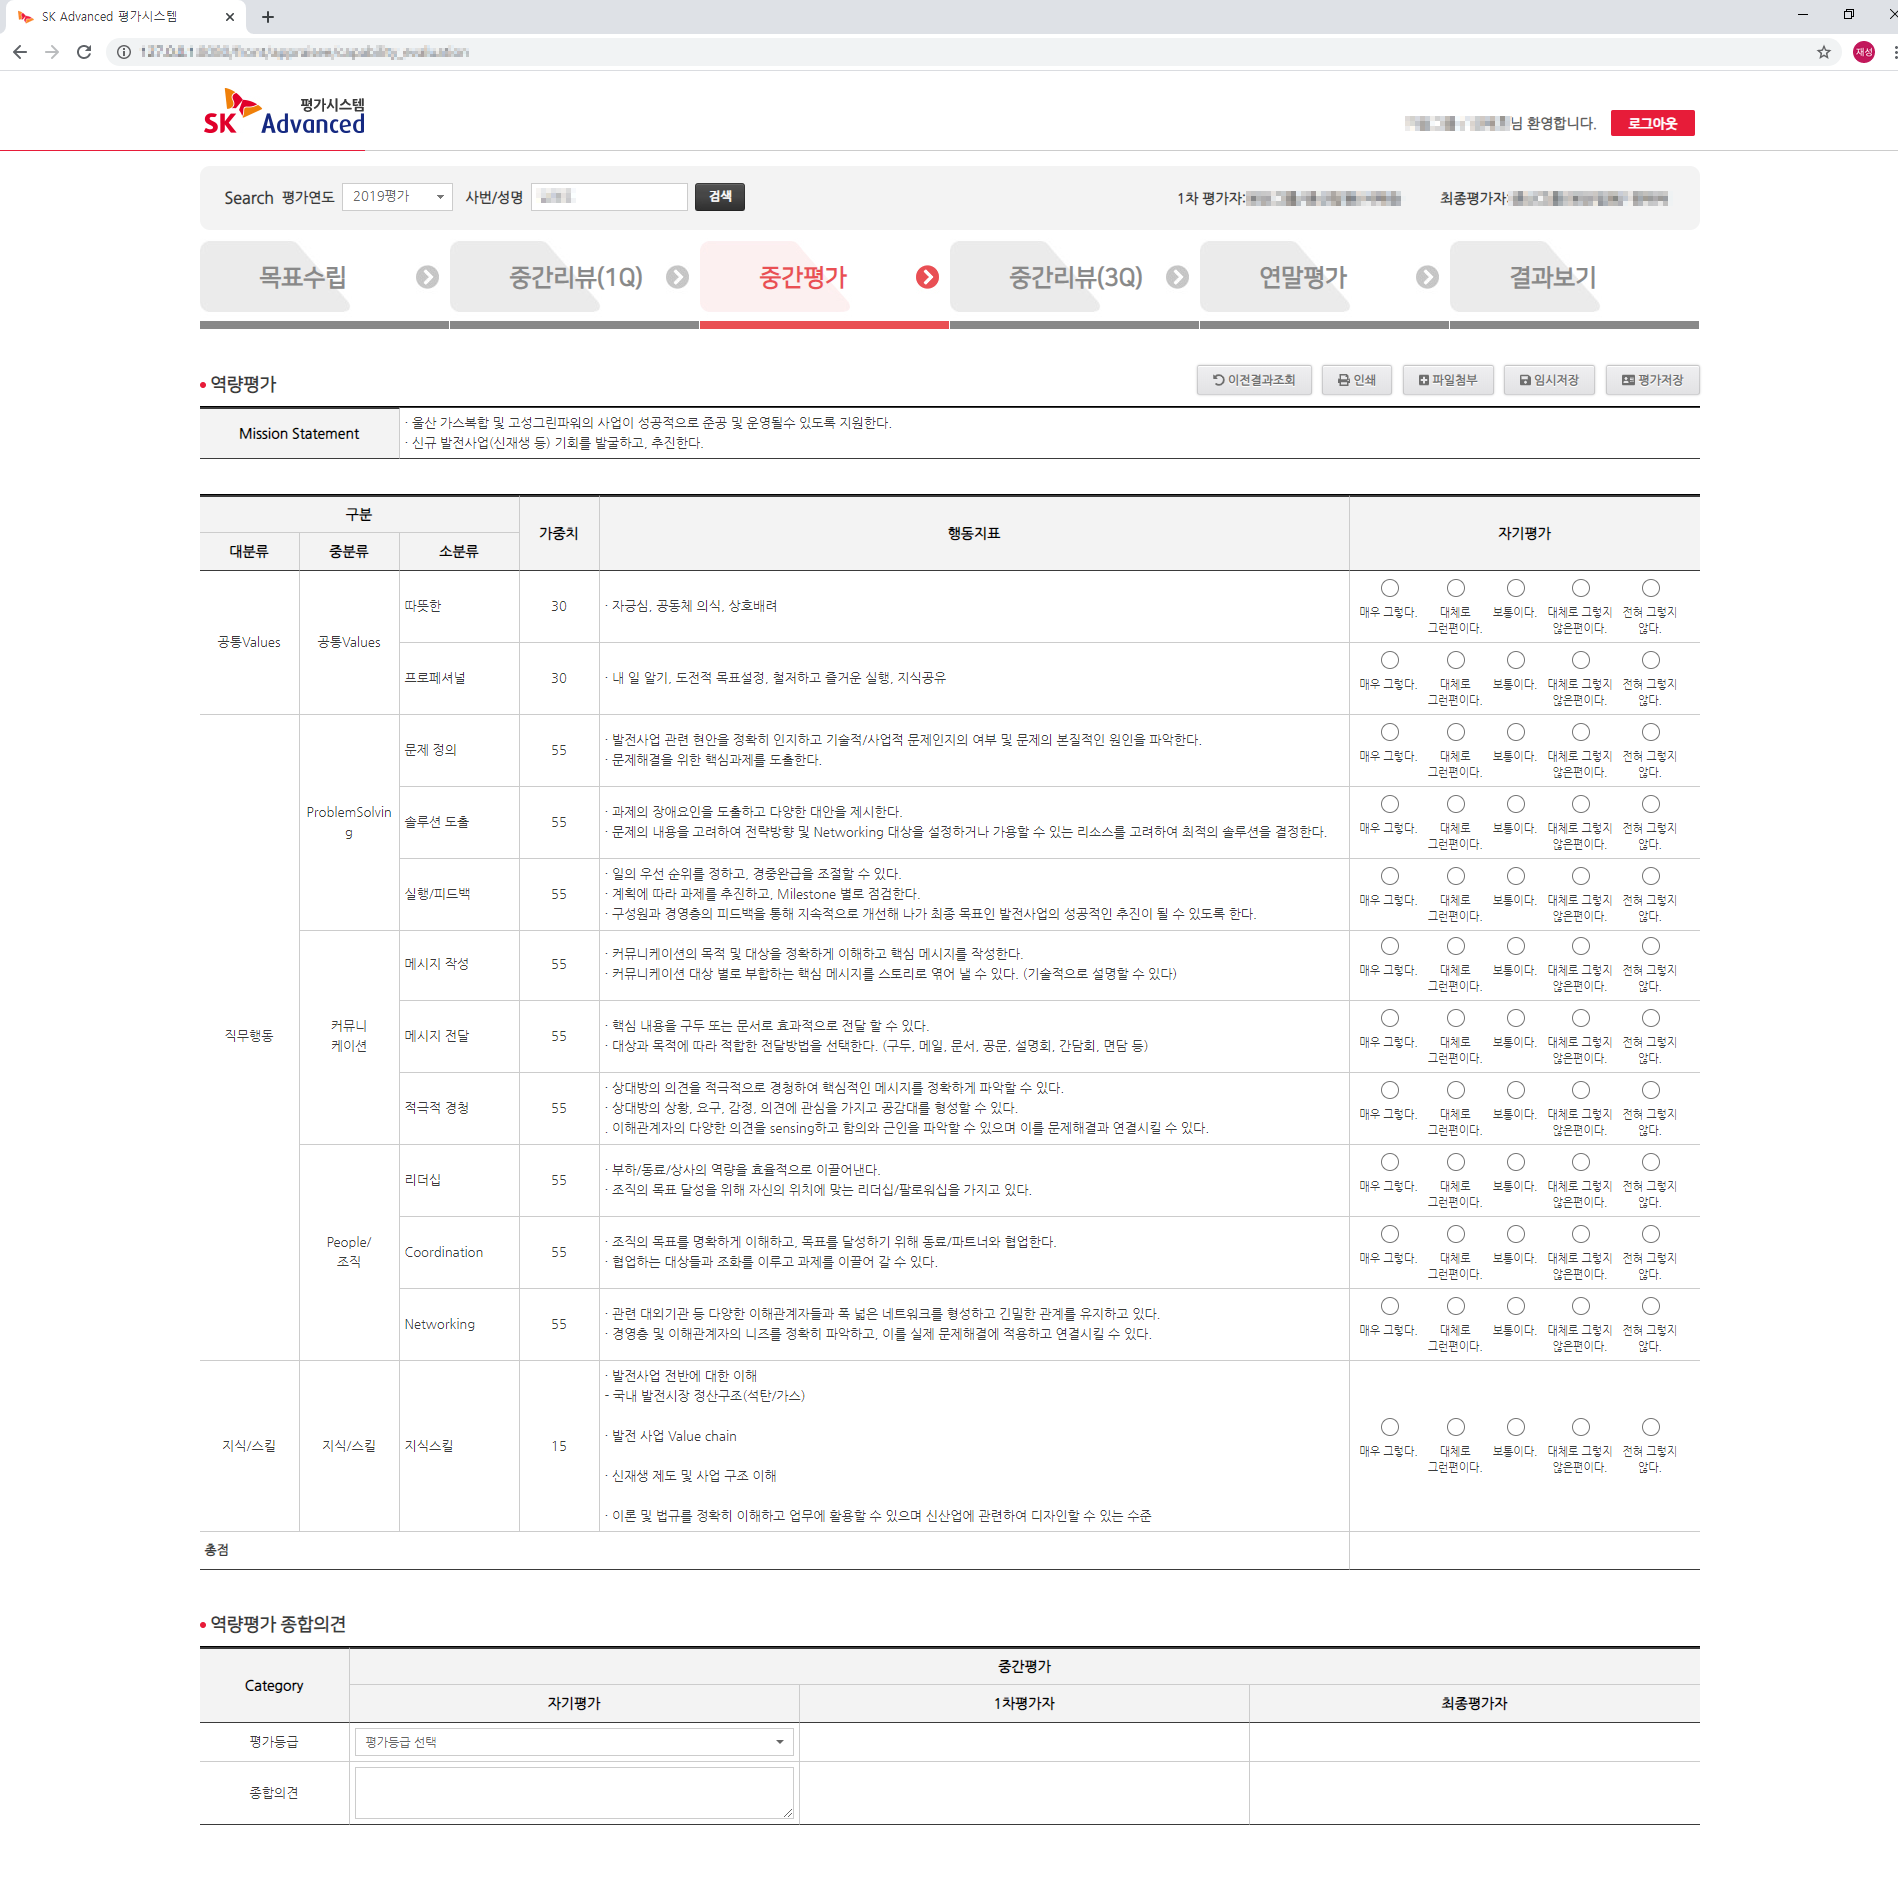 SK Advanced 평가시스템
재성
평가시스템
SK Advanced
님 환영합니다.
로그아웃
Search 평가연도 2019평가 사번/성명 검색 1차 평가자: 최종평가자:
목표수립
중간리뷰(1Q)
중간평가
중간리뷰(3Q)
연말평가
결과보기
역량평가
이전결과조회 인쇄 파일첨부 임시저장 평가저장
Mission Statement
· 울산 가스복합 및 고성그린파워의 사업이 성공적으로 준공 및 운영될수 있도록 지원한다.
· 신규 발전사업(신재생 등) 기회를 발굴하고, 추진한다.
구분
가중치
행동지표
자기평가
대분류 중분류 소분류
공통Values
공통Values
따뜻한
30
· 자긍심, 공동체 의식, 상호배려
매우 그렇다. 대체로 보통이다. 대체로 그렇지 전혀 그렇지
그런편이다. 않은편이다. 않다.
프로페셔널
30
· 내 일 알기, 도전적 목표설정, 철저하고 즐거운 실행, 지식공유
매우 그렇다. 대체로 보통이다. 대체로 그렇지 전혀 그렇지
그런편이다. 않은편이다. 않다.
직무행동
ProblemSolvin
g
문제 정의
55
· 발전사업 관련 현안을 정확히 인지하고 기술적/사업적 문제인지의 여부 및 문제의 본질적인 원인을 파악한다.
· 문제해결을 위한 핵심과제를 도출한다.
매우 그렇다. 대체로 보통이다. 대체로 그렇지 전혀 그렇지
그런편이다. 않은편이다. 않다.
솔루션 도출
55
· 과제의 장애요인을 도출하고 다양한 대안을 제시한다.
· 문제의 내용을 고려하여 전략방향 및 Networking 대상을 설정하거나 가용할 수 있는 리소스를 고려하여 최적의 솔루션을 결정한다.
매우 그렇다. 대체로 보통이다. 대체로 그렇지 전혀 그렇지
그런편이다. 않은편이다. 않다.
실행/피드백
55
· 일의 우선 순위를 정하고, 경중완급을 조절할 수 있다.
· 계획에 따라 과제를 추진하고, Milestone 별로 점검한다.
· 구성원과 경영층의 피드백을 통해 지속적으로 개선해 나가 최종 목표인 발전사업의 성공적인 추진이 될 수 있도록 한다.
매우 그렇다. 대체로 보통이다. 대체로 그렇지 전혀 그렇지
그런편이다. 않은편이다. 않다.
커뮤니
케이션
메시지 작성
55
· 커뮤니케이션의 목적 및 대상을 정확하게 이해하고 핵심 메시지를 작성한다.
· 커뮤니케이션 대상 별로 부합하는 핵심 메시지를 스토리로 엮어 낼 수 있다. (기술적으로 설명할 수 있다)
매우 그렇다. 대체로 보통이다. 대체로 그렇지 전혀 그렇지
그런편이다. 않은편이다. 않다.
메시지 전달
55
· 핵심 내용을 구두 또는 문서로 효과적으로 전달 할 수 있다.
· 대상과 목적에 따라 적합한 전달방법을 선택한다. (구두, 메일, 문서, 공문, 설명회, 간담회, 면담 등)
매우 그렇다. 대체로 보통이다. 대체로 그렇지 전혀 그렇지
그런편이다. 않은편이다. 않다.
적극적 경청
55
· 상대방의 의견을 적극적으로 경청하여 핵심적인 메시지를 정확하게 파악할 수 있다.
· 상대방의 상황, 요구, 감정, 의견에 관심을 가지고 공감대를 형성할 수 있다.
. 이해관계자의 다양한 의견을 sensing하고 함의와 근인을 파악할 수 있으며 이를 문제해결과 연결시킬 수 있다.
매우 그렇다. 대체로 보통이다. 대체로 그렇지 전혀 그렇지
그런편이다. 않은편이다. 않다.
People/
조직
리더십
55
· 부하/동료/상사의 역량을 효율적으로 이끌어낸다.
· 조직의 목표 달성을 위해 자신의 위치에 맞는 리더십/팔로워십을 가지고 있다.
매우 그렇다. 대체로 보통이다. 대체로 그렇지 전혀 그렇지
그런편이다. 않은편이다. 않다.
Coordination
55
· 조직의 목표를 명확하게 이해하고, 목표를 달성하기 위해 동료/파트너와 협업한다.
· 협업하는 대상들과 조화를 이루고 과제를 이끌어 갈 수 있다.
매우 그렇다. 대체로 보통이다. 대체로 그렇지 전혀 그렇지
그런편이다. 않은편이다. 않다.
Networking
55
· 관련 대외기관 등 다양한 이해관계자들과 폭 넓은 네트워크를 형성하고 긴밀한 관계를 유지하고 있다.
· 경영층 및 이해관계자의 니즈를 정확히 파악하고, 이를 실제 문제해결에 적용하고 연결시킬 수 있다.
매우 그렇다. 대체로 보통이다. 대체로 그렇지 전혀 그렇지
그런편이다. 않은편이다. 않다.
지식/스킬
지식/스킬
지식스킬
15
· 발전사업 전반에 대한 이해
- 국내 발전시장 정산구조(석탄/가스)
· 발전 사업 Value chain
· 신재생 제도 및 사업 구조 이해
· 이론 및 법규를 정확히 이해하고 업무에 활용할 수 있으며 신산업에 관련하여 디자인할 수 있는 수준
매우 그렇다. 대체로 보통이다. 대체로 그렇지 전혀 그렇지
그런편이다. 않은편이다. 않다.
총점
역량평가 종합의견
Category
중간평가
자기평가 1차평가자 최종평가자
평가등급
평가등급 선택
종합의견